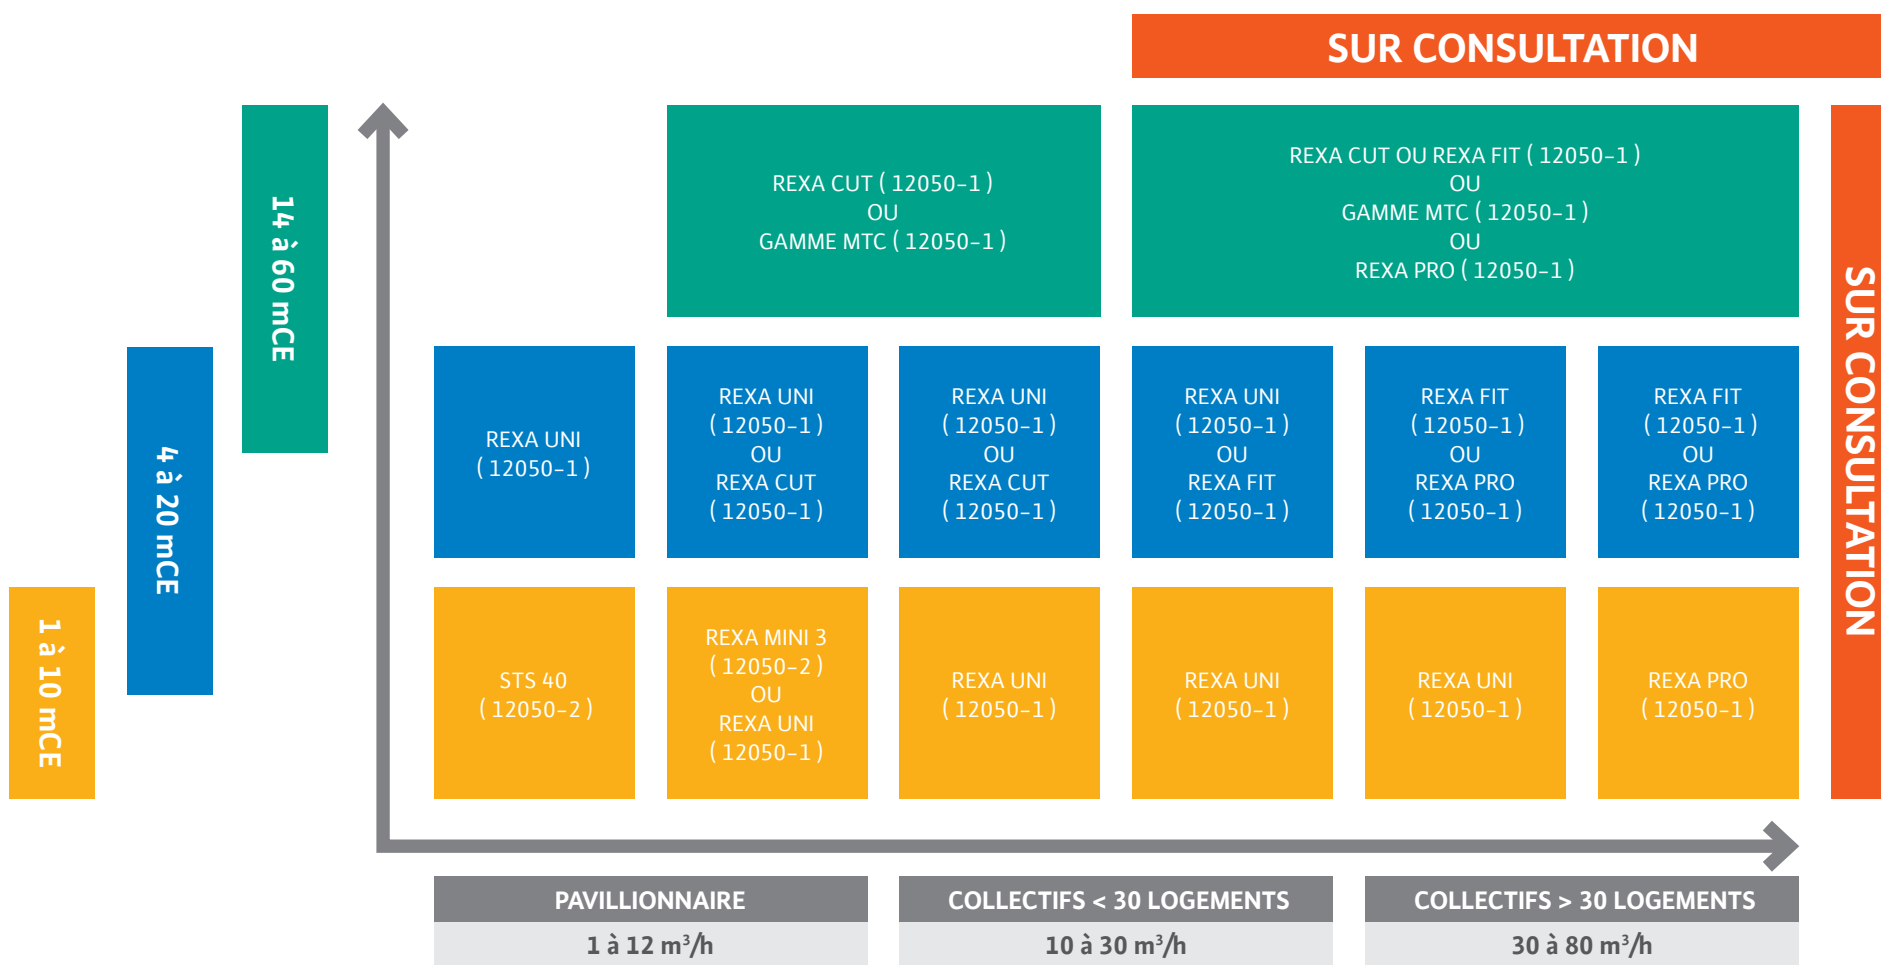 SUR CONSULTATION
14 à 60 mCE
REXA CUT ( 12050-1 )
OU
GAMME MTC ( 12050-1 )
REXA CUT OU REXA FIT ( 12050-1 )
OU
GAMME MTC ( 12050-1 )
OU
REXA PRO ( 12050-1 )
SUR CONSULTATION
4 à 20 mCE
REXA UNI
( 12050-1 )
REXA UNI
( 12050-1 )
OU
REXA CUT
( 12050-1 )
REXA UNI
( 12050-1 )
OU
REXA CUT
( 12050-1 )
REXA UNI
( 12050-1 )
OU
REXA FIT
( 12050-1 )
REXA FIT
( 12050-1 )
OU
REXA PRO
( 12050-1 )
REXA FIT
( 12050-1 )
OU
REXA PRO
( 12050-1 )
1 à 10 mCE
STS 40
( 12050-2 )
REXA MINI 3
( 12050-2 )
OU
REXA UNI
( 12050-1 )
REXA UNI
( 12050-1 )
REXA UNI
( 12050-1 )
REXA UNI
( 12050-1 )
REXA PRO
( 12050-1 )
PAVILLIONNAIRE
1 à 12 m³/h
COLLECTIFS < 30 LOGEMENTS
10 à 30 m³/h
COLLECTIFS > 30 LOGEMENTS
30 à 80 m³/h